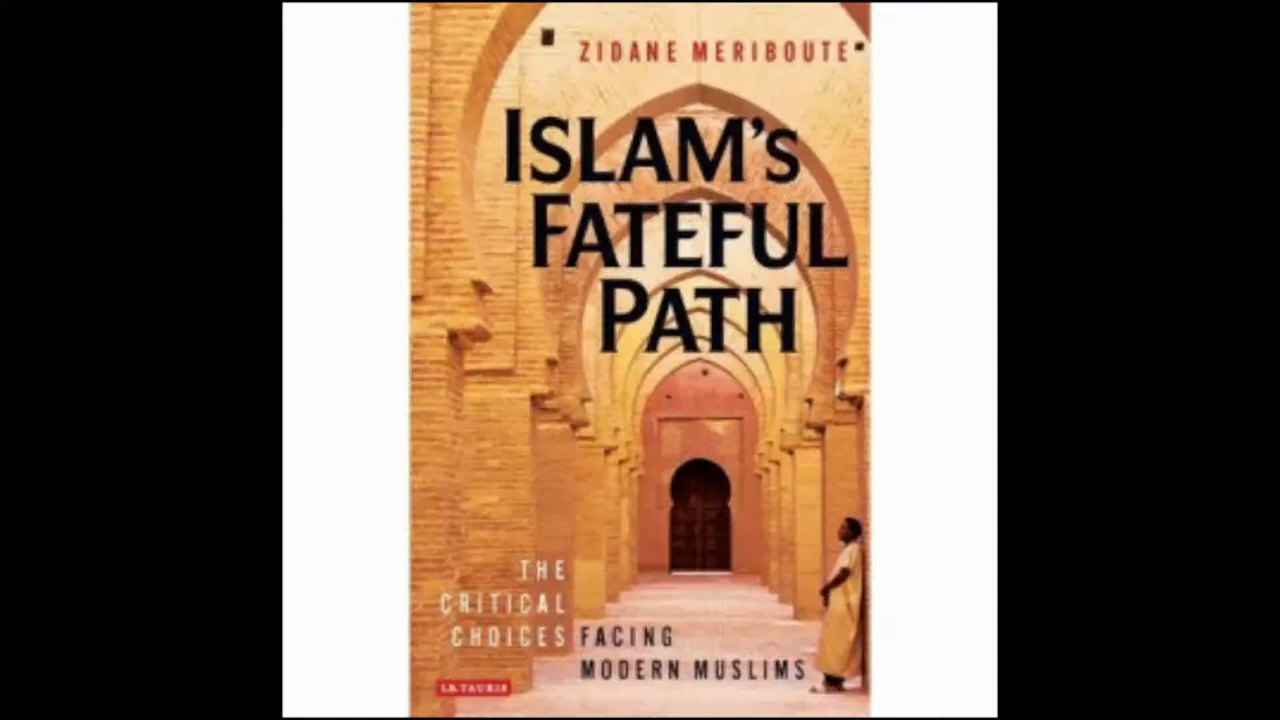 ZIDANE MERIBOUTE
ISLAM'S
FATEFUL
PATH
THE
CRITICAL
CHOICES FACING
MODERN MUSLIMS
I.B.TAURIS